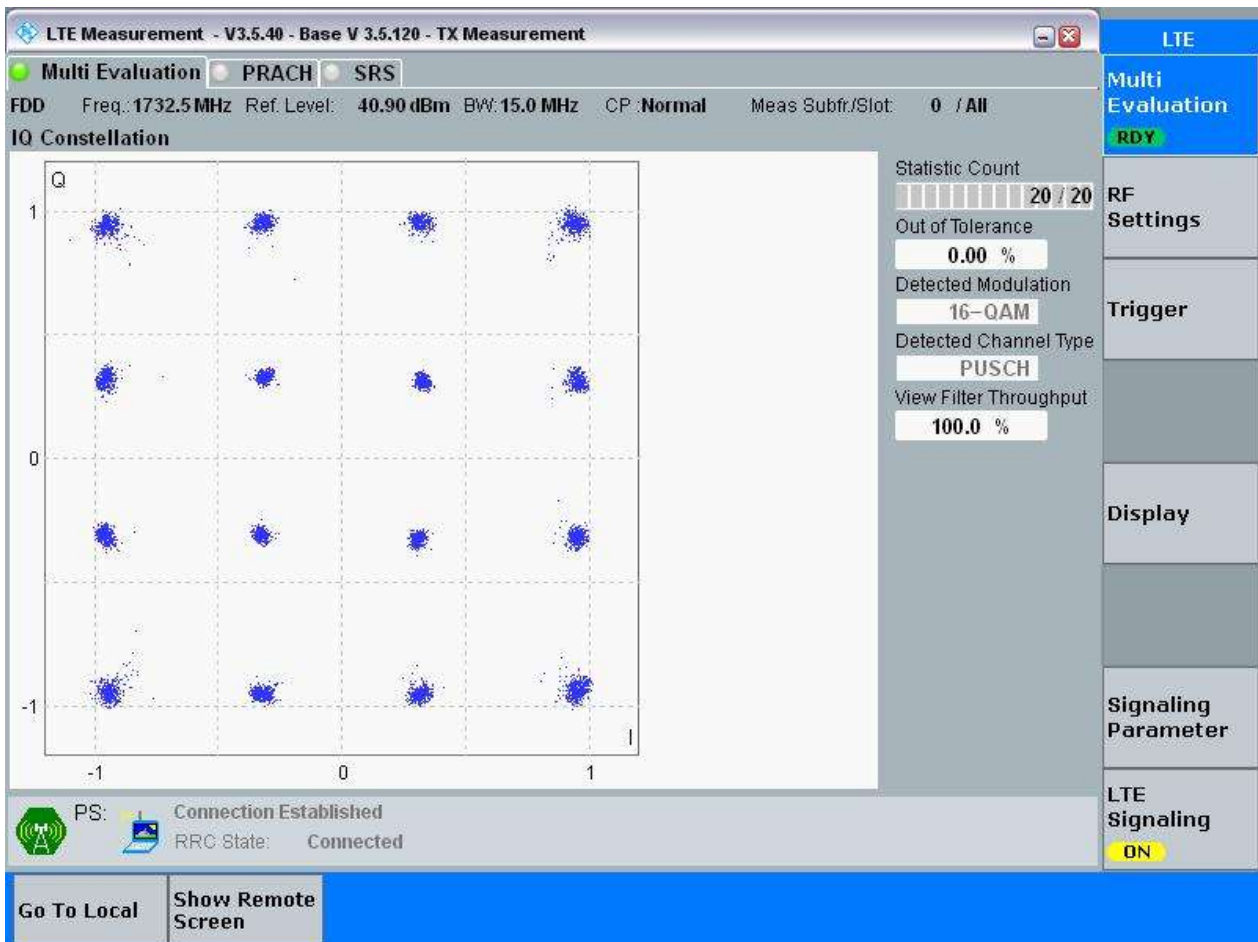 LTE Measurement - V3.5.40 - Base V 3.5.120 - TX Measurement
Multi Evaluation PRACH SRS
FDD Freq.:1732.5 MHz Ref. Level: 40.90 dBm BW:15.0 MHz CP :Normal Meas Subfr./Slot: 0 / All
IQ Constellation
Q
1
0
-1
I
-1 0 1
Statistic Count
20 / 20
Out of Tolerance
0.00 %
Detected Modulation
16-QAM
Detected Channel Type
PUSCH
View Filter Throughput
100.0 %
PS: Connection Established
RRC State: Connected
LTE
Multi
Evaluation
RDY
RF
Settings
Trigger
Display
Signaling
Parameter
LTE
Signaling
ON
Go To Local
Show Remote
Screen